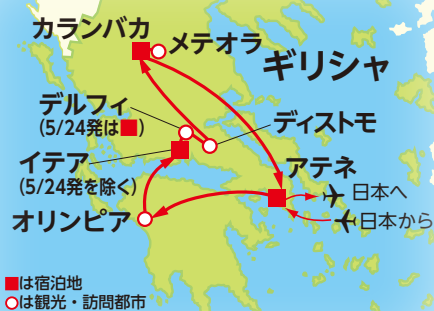 カランバカ
メテオラ
ギリシャ
デルフィ
(5/24発は■)
ディストモ
イテア
(5/24発を除く)
アテネ
日本へ
オリンピア
日本から
■は宿泊地
○は観光・訪問都市